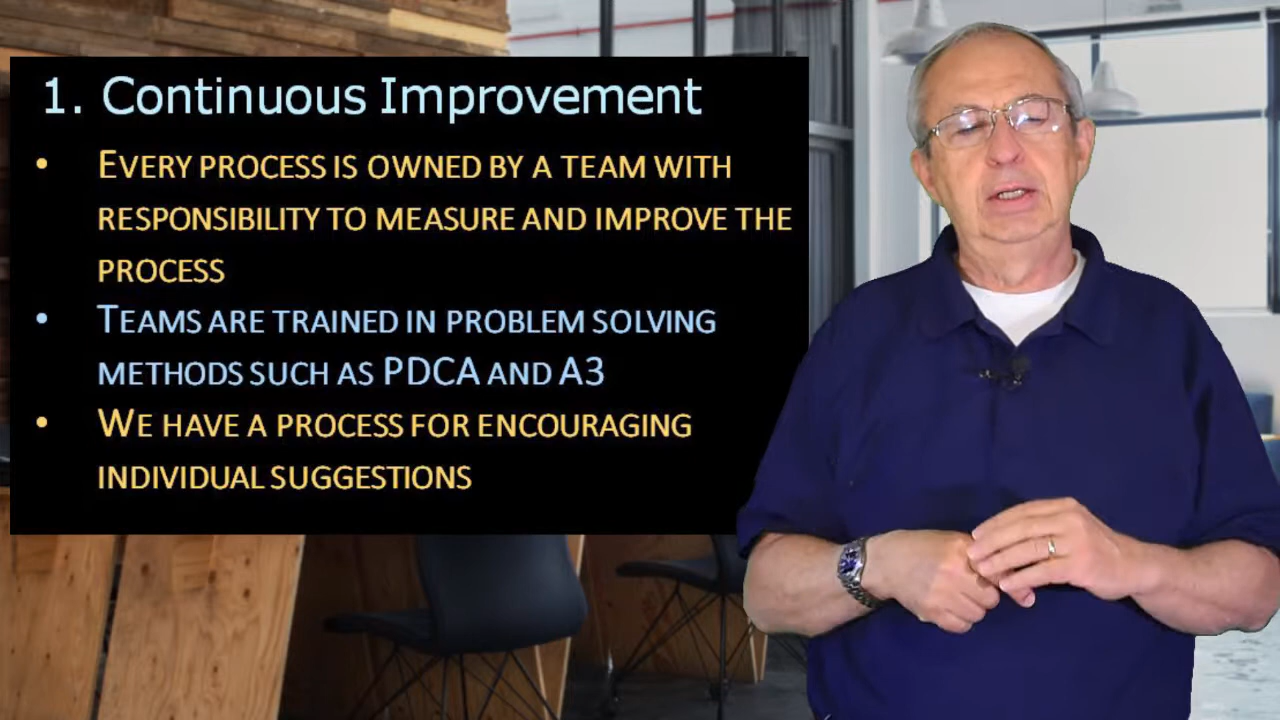 1. Continuous Improvement
• EVERY PROCESS IS OWNED BY A TEAM WITH
RESPONSIBILITY TO MEASURE AND IMPROVE THE
PROCESS
• TEAMS ARE TRAINED IN PROBLEM SOLVING
METHODS SUCH AS PDCA AND A3
• WE HAVE A PROCESS FOR ENCOURAGING
INDIVIDUAL SUGGESTIONS